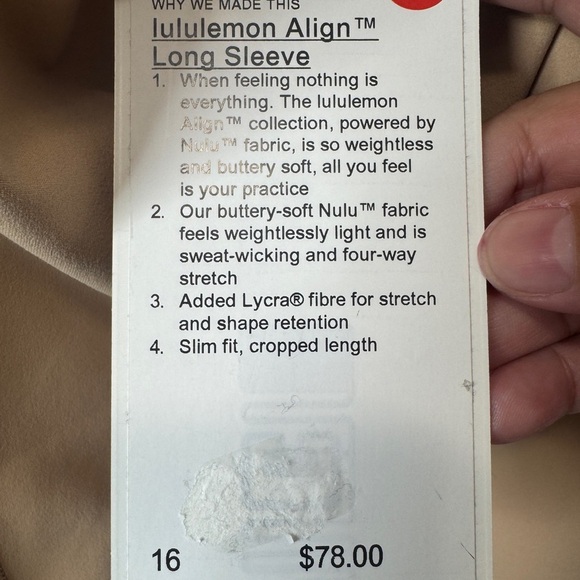 WHY WE MADE THIS
lululemon Align™
Long Sleeve
1. When feeling nothing is
everything. The lululemon
Align™ collection, powered by
Nulu™ fabric, is so weightless
and buttery soft, all you feel
is your practice
2. Our buttery-soft Nulu™ fabric
feels weightlessly light and is
sweat-wicking and four-way
stretch
3. Added Lycra® fibre for stretch
and shape retention
4. Slim fit, cropped length
16 $78.00